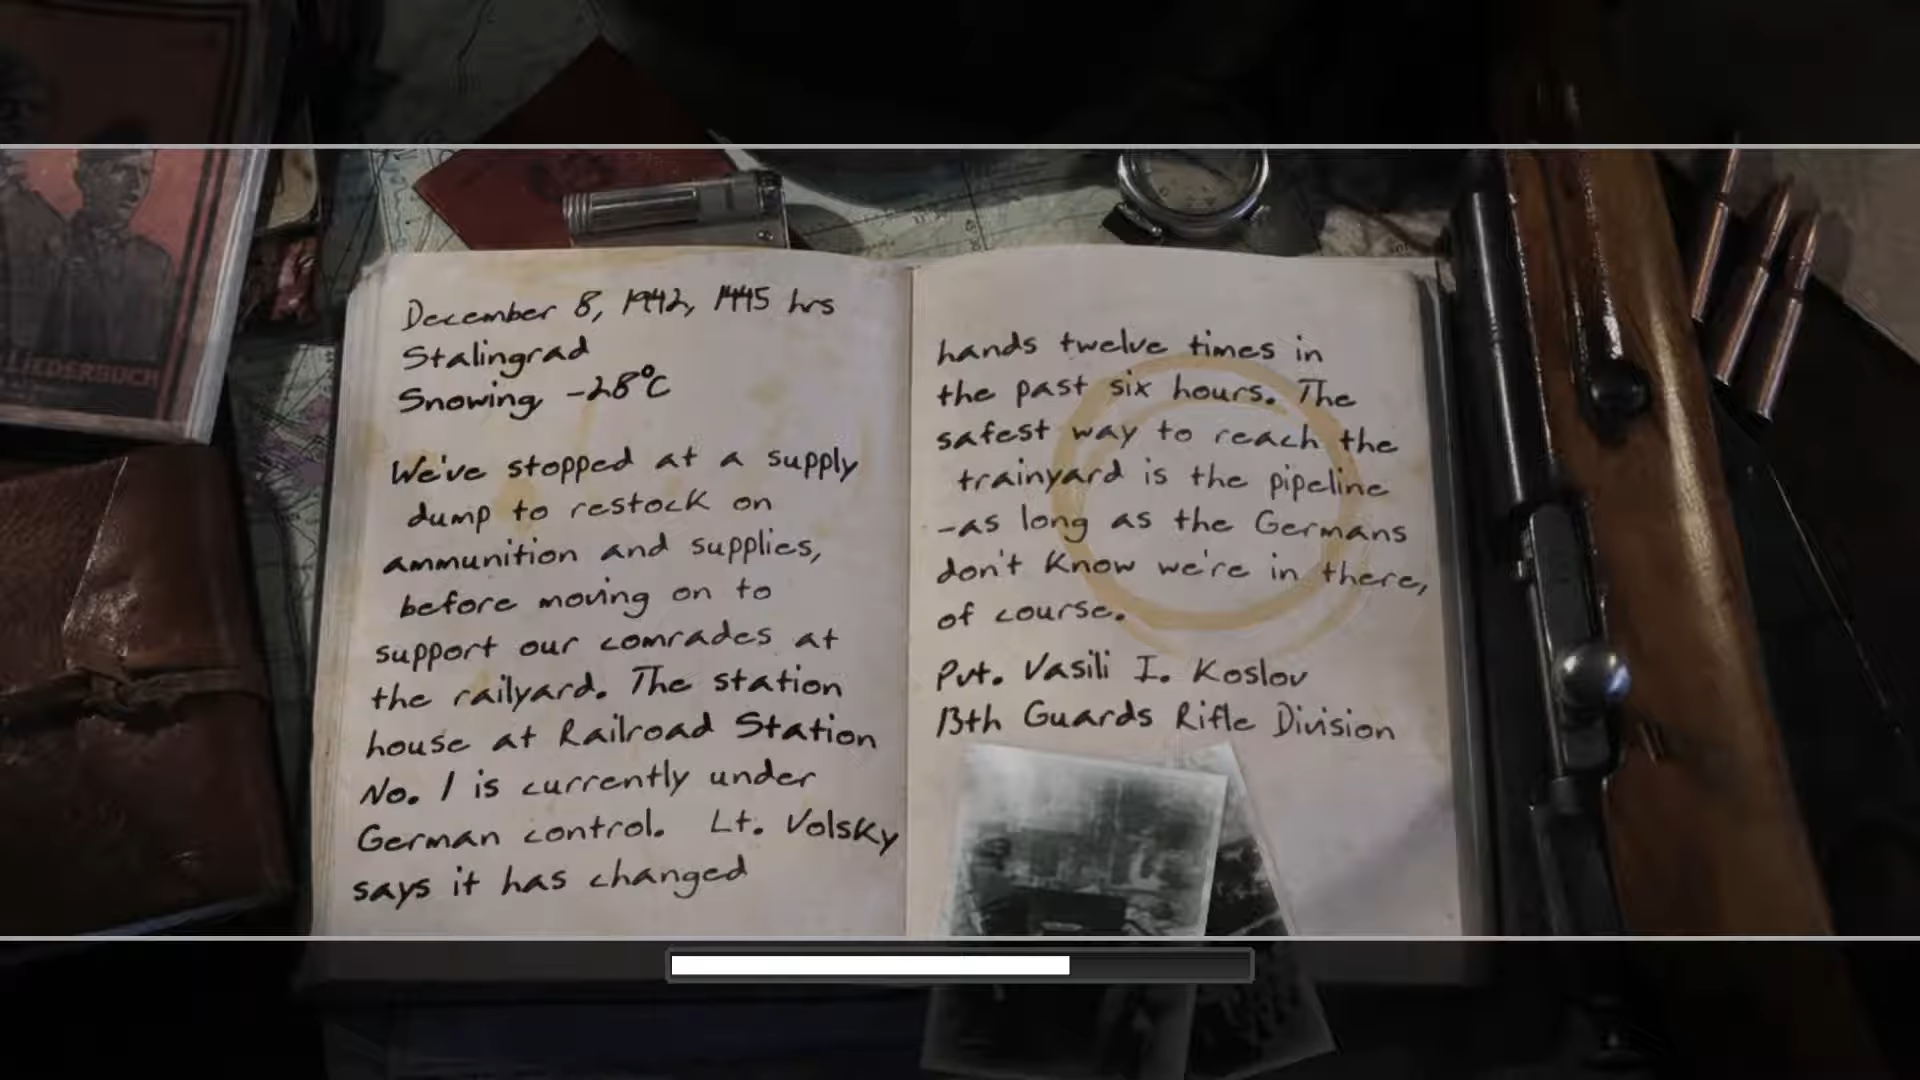 LIEDERBUCH
December 8, 1942, 1445 hrs
Stalingrad
Snowing, -28°C
We've stopped at a supply
dump to restock on
ammunition and supplies,
before moving on to
support our comrades at
the railyard. The station
house at Railroad Station
No. 1 is currently under
German control. Lt. Volsky
says it has changed
hands twelve times in
the past six hours. The
safest way to reach the
trainyard is the pipeline
-as long as the Germans
don't know we're in there,
of course.
Pvt. Vasili I. Koslov
13th Guards Rifle Division